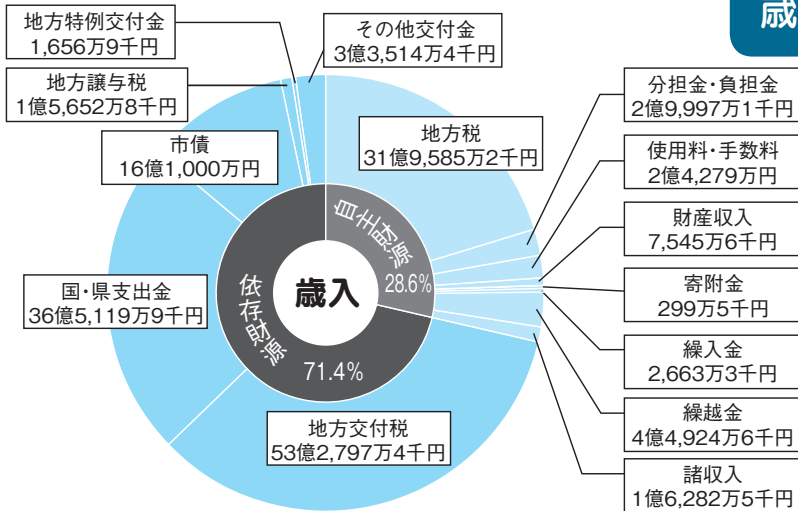 歳
地方特例交付金
1,656万9千円
その他交付金
3億3,514万4千円
地方譲与税
1億5,652万8千円
市債
16億1,000万円
地方税
31億9,585万2千円
分担金・負担金
2億9,997万1千円
使用料・手数料
2億4,279万円
財産収入
7,545万6千円
寄附金
299万5千円
繰入金
2,663万3千円
繰越金
4億4,924万6千円
諸収入
1億6,282万5千円
国・県支出金
36億5,119万9千円
地方交付税
53億2,797万4千円
自主財源
28.6%
歳入
依存財源
71.4%